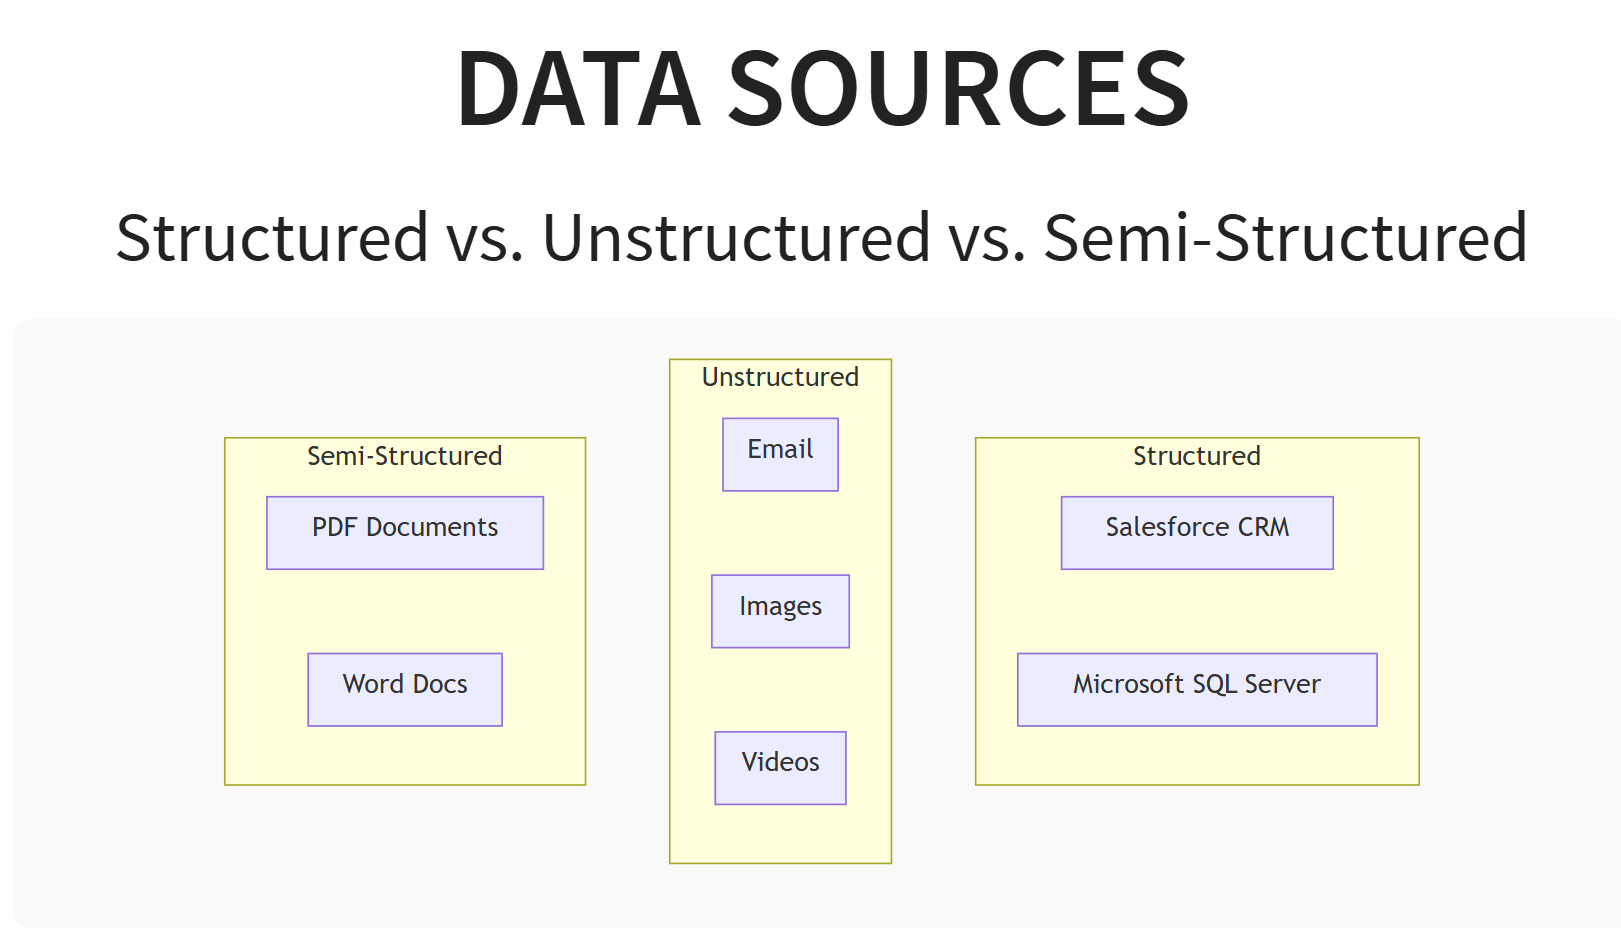 DATA SOURCES
Structured vs. Unstructured vs. Semi-Structured
Semi-Structured
PDF Documents
Word Docs
Unstructured
Email
Images
Videos
Structured
Salesforce CRM
Microsoft SQL Server